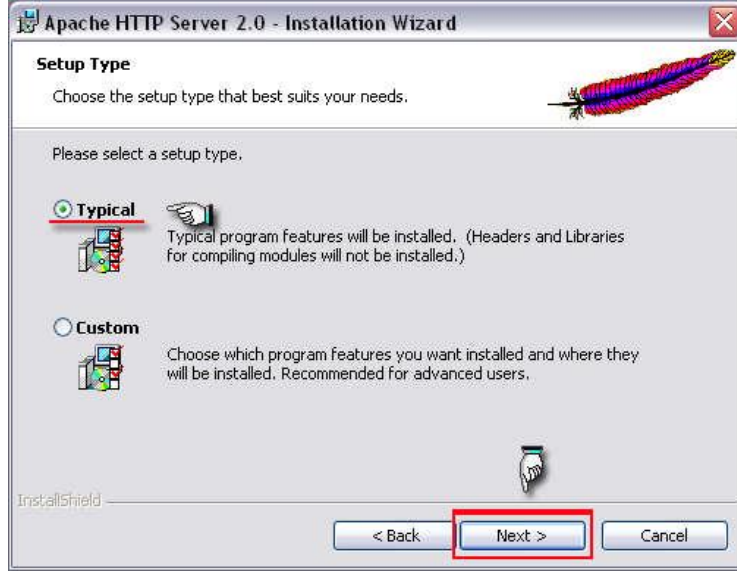 Apache HTTP Server 2.0 - Installation Wizard
Setup Type
Choose the setup type that best suits your needs.
Please select a setup type.
Typical
Typical program features will be installed. (Headers and Libraries
for compiling modules will not be installed.)
Custom
Choose which program features you want installed and where they
will be installed. Recommended for advanced users.
InstallShield
< Back
Next >
Cancel